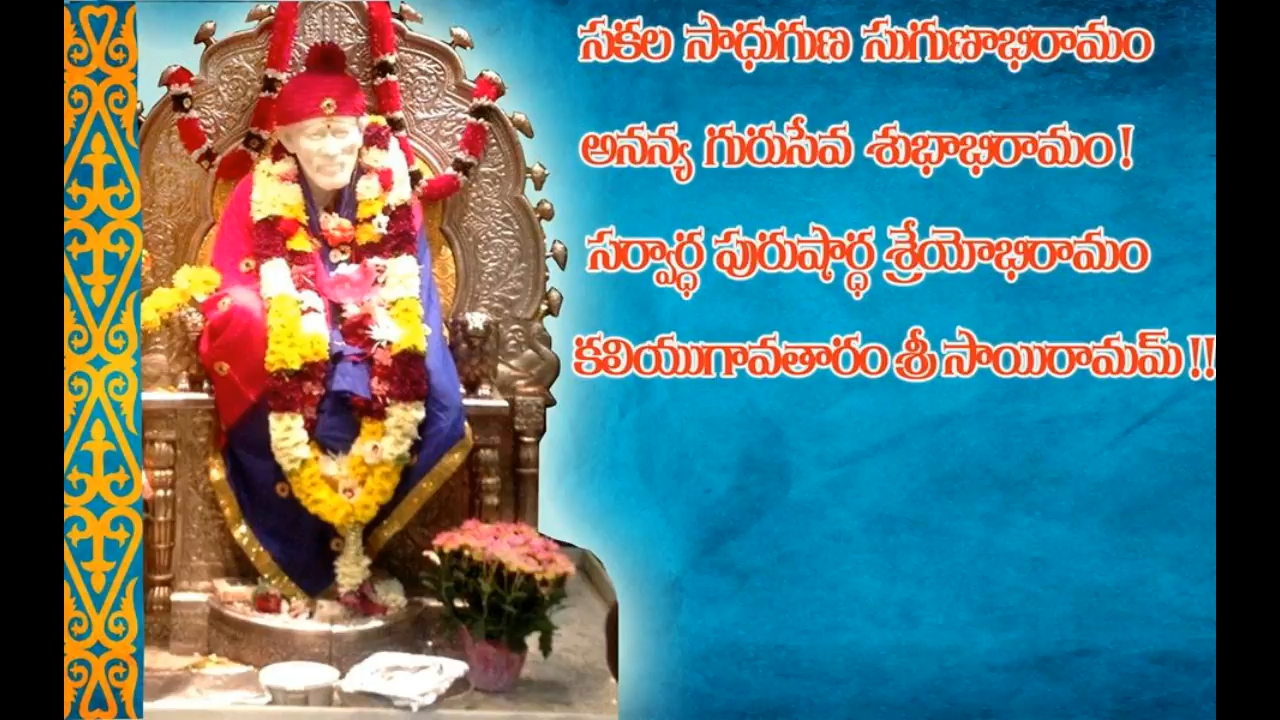 సకల సాధుగుణ సుగుణాభిరామం
అనన్య గురుసేవ శుభాభిరామం!
సర్వార్థ పురుషార్థ శ్రేయోభిరామం
కలియుగావతారం శ్రీ సాయిరామమ్ !!